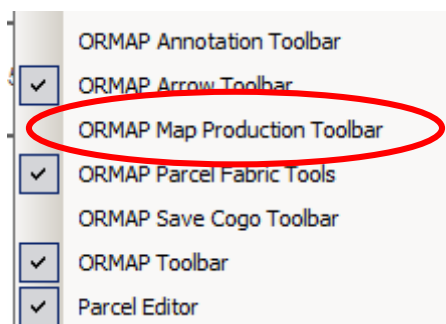 ORMAP Annotation Toolbar
ORMAP Arrow Toolbar
ORMAP Map Production Toolbar
ORMAP Parcel Fabric Tools
ORMAP Save Cogo Toolbar
ORMAP Toolbar
Parcel Editor